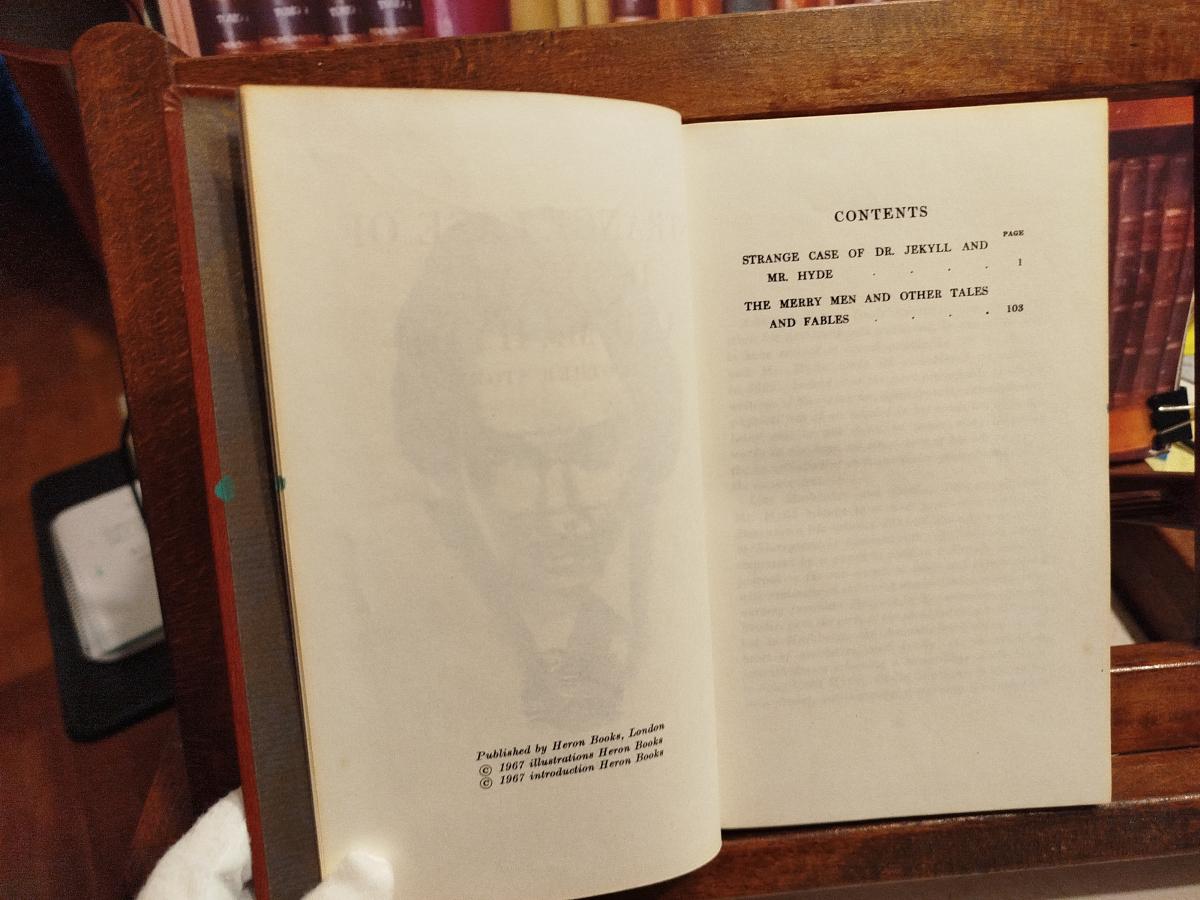 Published by Heron Books, London
© 1967 illustrations Heron Books
© 1967 introduction Heron Books
CONTENTS
PAGE
STRANGE CASE OF DR. JEKYLL AND
MR. HYDE . . . . 1
THE MERRY MEN AND OTHER TALES
AND FABLES . . . . 103